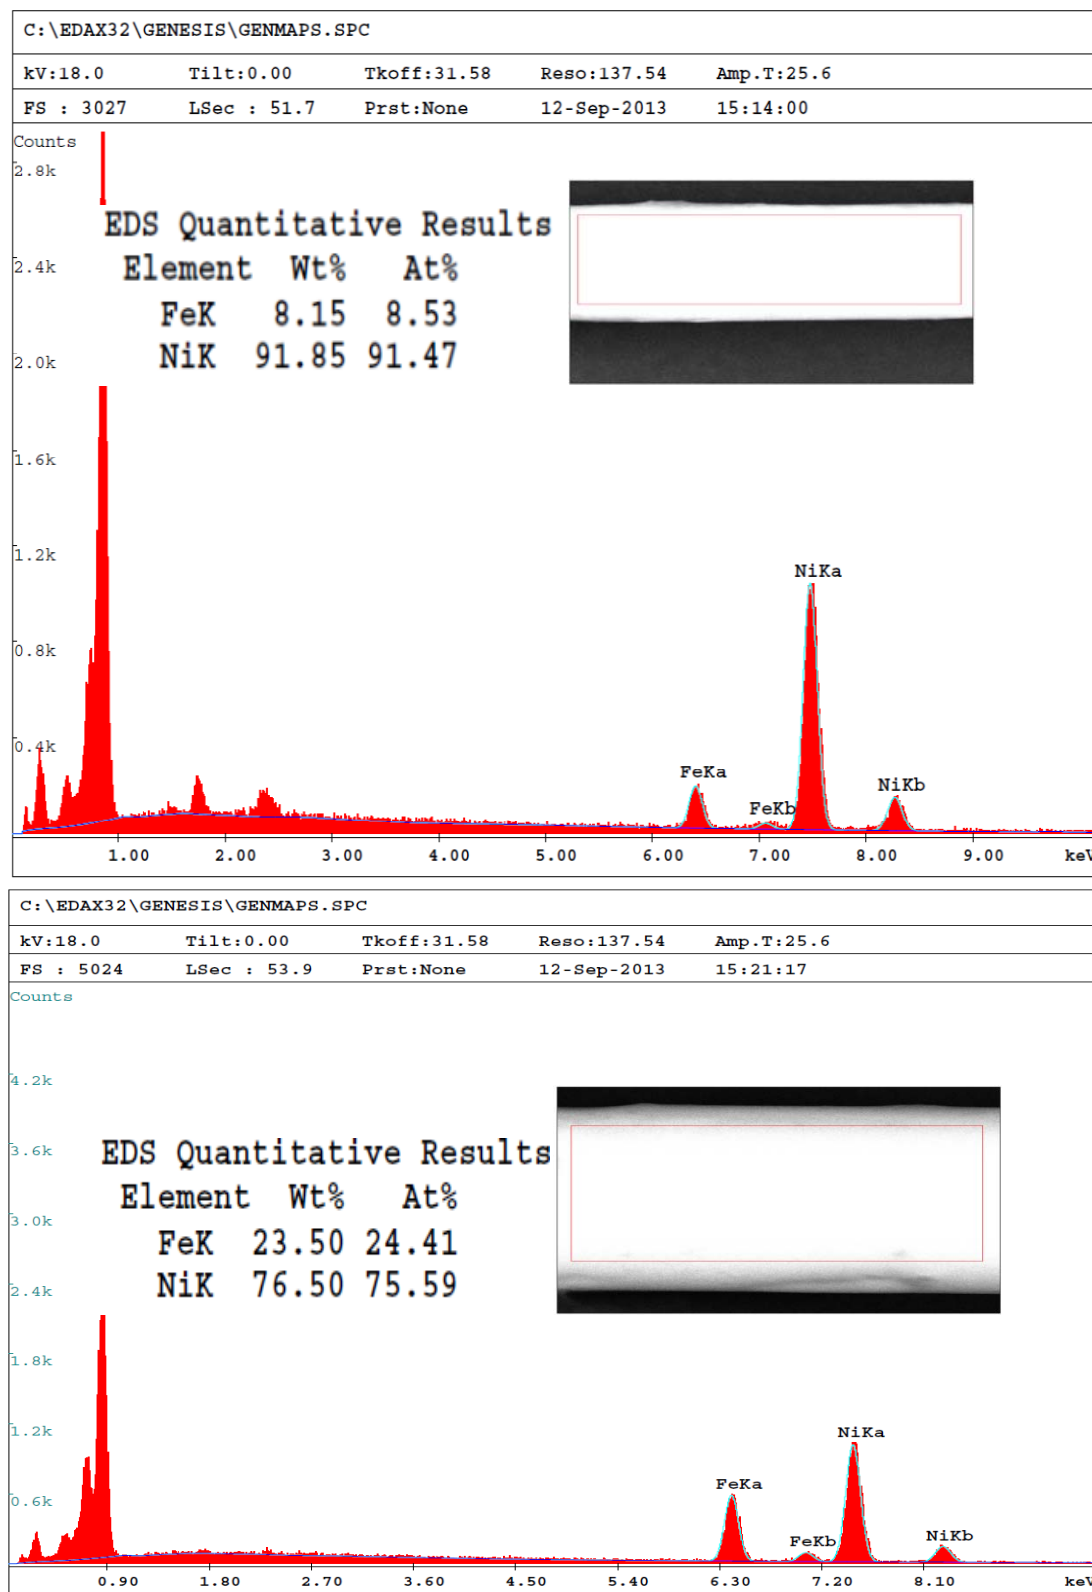 C:\EDAX32\GENESIS\GENMAPS.SPC
kV:18.0 Tilt:0.00 Tkoff:31.58 Reso:137.54 Amp.T:25.6
FS : 3027 LSec : 51.7 Prst:None 12-Sep-2013 15:14:00
Counts
2.8k
EDS Quantitative Results
2.4k
Element Wt% At%
FeK 8.15 8.53
2.0k
NiK 91.85 91.47
1.6k
1.2k
NiKa
0.8k
0.4k
FeKa
NiKb
FeKb
1.00 2.00 3.00 4.00 5.00 6.00 7.00 8.00 9.00 keV
C:\EDAX32\GENESIS\GENMAPS.SPC
kV:18.0 Tilt:0.00 Tkoff:31.58 Reso:137.54 Amp.T:25.6
FS : 5024 LSec : 53.9 Prst:None 12-Sep-2013 15:21:17
Counts
4.2k
3.6k
EDS Quantitative Results
Element Wt% At%
3.0k
FeK 23.50 24.41
NiK 76.50 75.59
2.4k
1.8k
1.2k
NiKa
FeKa
0.6k
NiKb
FeKb
0.90 1.80 2.70 3.60 4.50 5.40 6.30 7.20 8.10 keV